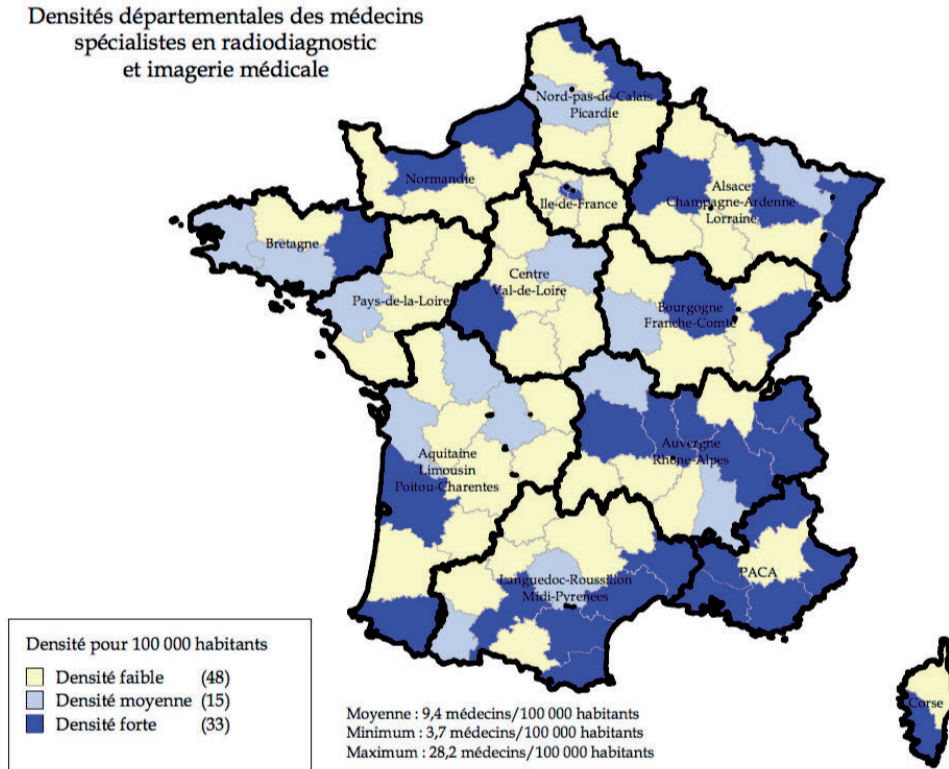 Densités départementales des médecins
spécialistes en radiodiagnostic
et imagerie médicale
Nord-pas-de-Calais
Picardie
Normandie
Ile-de-France
Alsace
Champagne-Ardenne
Lorraine
Bretagne
Pays-de-la-Loire
Centre
Val-de-Loire
Bourgogne
Franche-Comté
Aquitaine
Limousin
Poitou-Charentes
Auvergne
Rhône-Alpes
Languedoc-Roussillon
Midi-Pyrénées
PACA
Corse
Densité pour 100 000 habitants
Densité faible (48)
Densité moyenne (15)
Densité forte (33)
Moyenne : 9,4 médecins/100 000 habitants
Minimum : 3,7 médecins/100 000 habitants
Maximum : 28,2 médecins/100 000 habitants